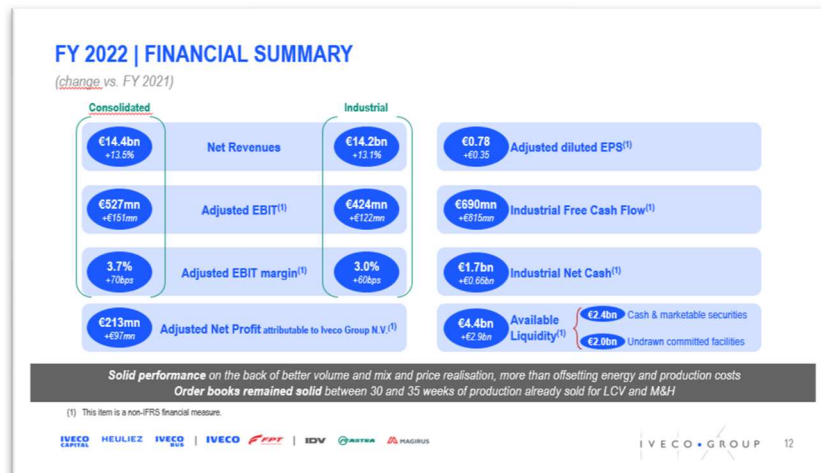 FY 2022 | FINANCIAL SUMMARY
(change vs. FY 2021)
Consolidated
Industrial
€14.4bn
+13.5%
Net Revenues
€14.2bn
+13.1%
€0.78
+€0.35
Adjusted diluted EPS(1)
€527mn
+€151mn
Adjusted EBIT(1)
€424mn
+€122mn
€690mn
+€815mn
Industrial Free Cash Flow(1)
3.7%
+70bps
Adjusted EBIT margin(1)
3.0%
+60bps
€1.7bn
+€0.66bn
Industrial Net Cash(1)
€213mn
+€97mn
Adjusted Net Profit attributable to Iveco Group N.V.(1)
€4.4bn
+€2.9bn
Available
Liquidity(1)
€2.4bn Cash & marketable securities
€2.0bn Undrawn committed facilities
Solid performance on the back of better volume and mix and price realisation, more than offsetting energy and production costs
Order books remained solid between 30 and 35 weeks of production already sold for LCV and M&H
(1) This item is a non-IFRS financial measure.
IVECO CAPITAL HEULIEZ IVECO BUS | IVECO FPT | IDV ASTRA MAGIRUS
IVECO•GROUP 12